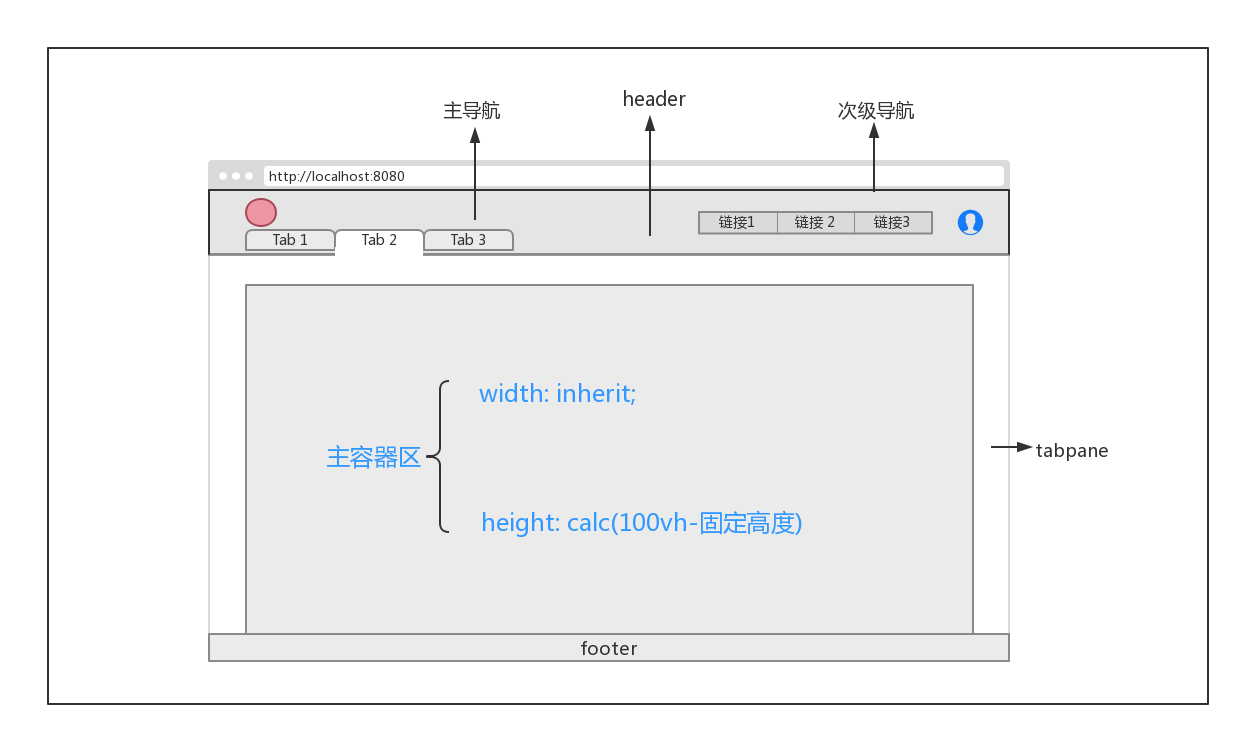 主导航
header
次级导航
http://localhost:8080
链接1
链接 2
链接3
Tab 1
Tab 2
Tab 3
width: inherit;
主容器区
tabpane
height: calc(100vh-固定高度)
footer